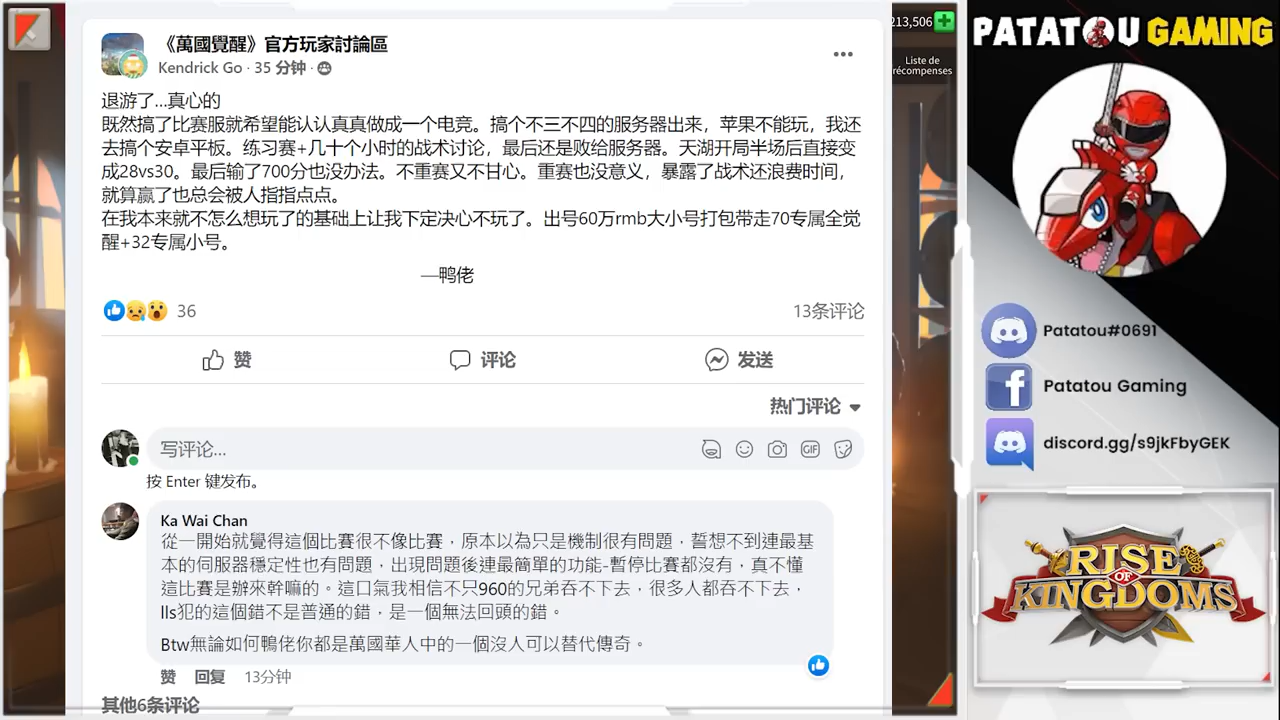 《萬國覺醒》官方玩家討論區
Kendrick Go · 35 分钟 ·
退游了...真心的
既然搞了比赛服就希望能认认真真做成一个电竞。搞个不三不四的服务器出来，苹果不能玩，我还
去搞个安卓平板。练习赛+几十个小时的战术讨论，最后还是败给服务器。天湖开局半场后直接变
成28vs30。最后输了700分也没办法。不重赛又不甘心。重赛也没意义，暴露了战术还浪费时间，
就算赢了也总会被人指指点点。
在我本来就不怎么想玩了的基础上让我下定决心不玩了。出号60万rmb大小号打包带走70专属全觉
醒+32专属小号。
—鸭佬
36
13条评论
赞
评论
发送
热门评论
写评论...
GIF
按 Enter 键发布。
Ka Wai Chan
從一開始就覺得這個比賽很不像比賽，原本以為只是機制很有問題，誓想不到連最基
本的伺服器穩定性也有問題，出現問題後連最簡單的功能-暫停比賽都沒有，真不懂
這比賽是辦來幹嘛的。這口氣我相信不只960的兄弟吞不下去，很多人都吞不下去，
lls犯的這個錯不是普通的錯，是一個無法回頭的錯。
Btw無論如何鴨佬你都是萬國華人中的一個沒人可以替代傳奇。
赞 回复 13分钟
其他6条评论
213,506
Liste de
récompenses
PATATOU GAMING
Patatou#0691
Patatou Gaming
discord.gg/s9jkFbyGEK
RISE
OF
KINGDOMS